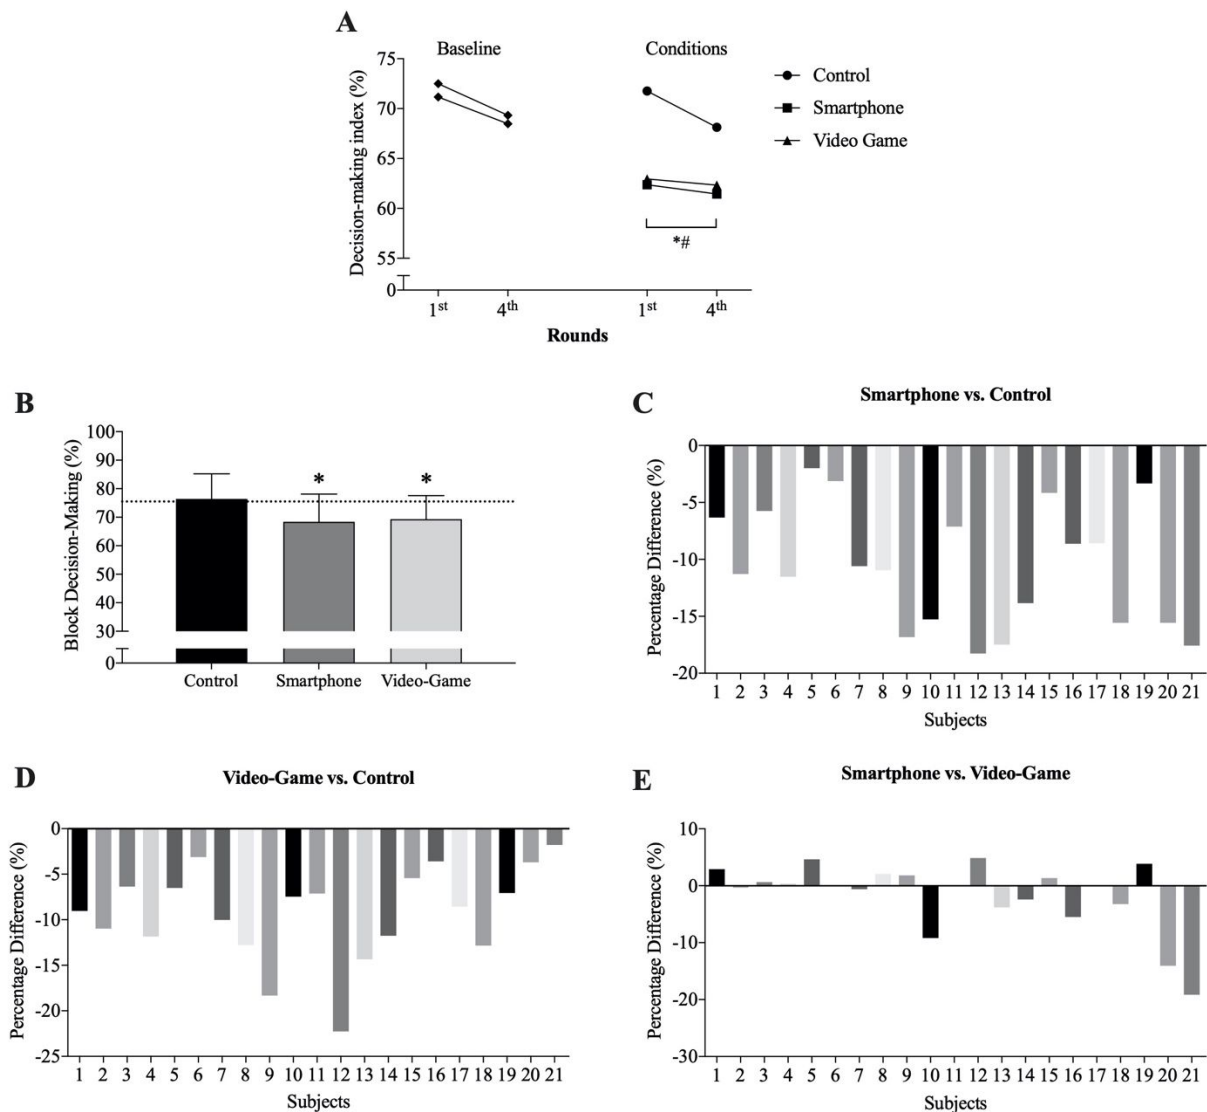 A
Baseline
Conditions
Decision-making index (%)
75
70
65
60
55
0
*#
1st
4th
1st
4th
Rounds
Control
Smartphone
Video Game
B
Block Decision-Making (%)
100
90
80
70
60
50
40
30
0
*
*
Control
Smartphone
Video-Game
C
Smartphone vs. Control
Percentage Difference (%)
0
-5
-10
-15
-20
1 2 3 4 5 6 7 8 9 10 11 12 13 14 15 16 17 18 19 20 21
Subjects
D
Video-Game vs. Control
Percentage Difference (%)
0
-5
-10
-15
-20
-25
1 2 3 4 5 6 7 8 9 10 11 12 13 14 15 16 17 18 19 20 21
Subjects
E
Smartphone vs. Video-Game
Percentage Difference (%)
10
0
-10
-20
-30
1 2 3 4 5 6 7 8 9 10 11 12 13 14 15 16 17 18 19 20 21
Subjects